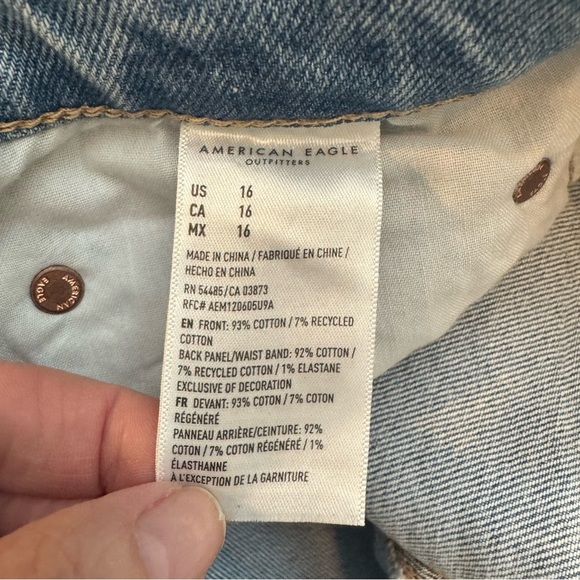 AMERICAN EAGLE
OUTFITTERS
US 16
CA 16
MX 16
MADE IN CHINA / FABRIQUÉ EN CHINE /
HECHO EN CHINA
RN 54485/CA 03873
RFC# AEM120605U9A
EN FRONT: 93% COTTON / 7% RECYCLED
COTTON
BACK PANEL/WAIST BAND: 92% COTTON /
7% RECYCLED COTTON / 1% ELASTANE
EXCLUSIVE OF DECORATION
FR DEVANT: 93% COTON / 7% COTON
RÉGÉNÉRÉ
PANNEAU ARRIÈRE/CEINTURE: 92%
COTON / 7% COTON RÉGÉNÉRÉ / 1%
ÉLASTHANNE
À L'EXCEPTION DE LA GARNITURE
AMERICAN
EAGLE